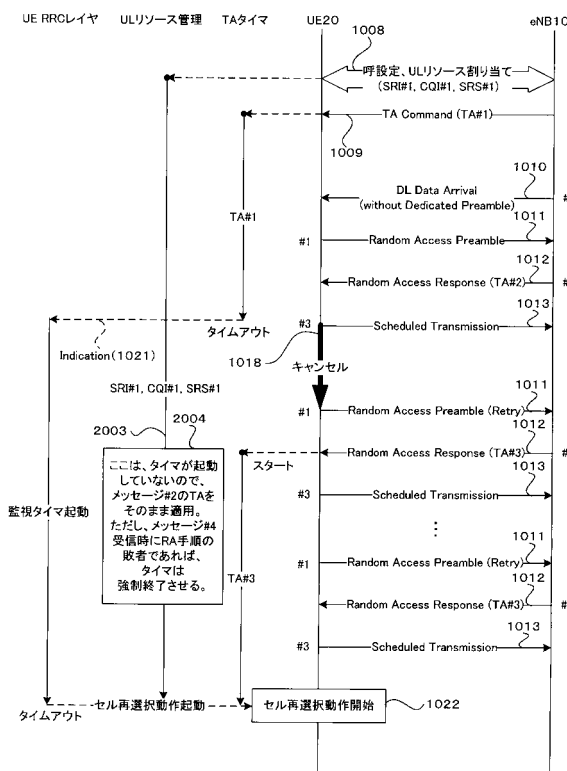 UE RRCレイヤ
ULリソース管理
TAタイマ
UE20
eNB10
1008
呼設定、ULリソース割り当て
(SRI#1, CQI#1, SRS#1)
TA Command (TA#1)
1009
1010
DL Data Arrival
(without Dedicated Preamble)
#
1011
TA#1
#1
Random Access Preamble
1012
Random Access Response (TA#2)
#
1013
#3
Scheduled Transmission
タイムアウト
Indication(1021)
1018
キャンセル
SRI#1, CQI#1, SRS#1
1011
#1
Random Access Preamble (Retry)
2003
2004
1012
スタート
Random Access Response (TA#3)
#
ここは、タイマが起動
していないので、
メッセージ#2のTAを
そのまま適用。
ただし、メッセージ#4
受信時にRA手順の
敗者であれば、
タイマは
強制終了させる。
監視タイマ起動
1013
#3
Scheduled Transmission
...
1011
#1
Random Access Preamble (Retry)
TA#3
1012
Random Access Response (TA#3)
#
1013
#3
Scheduled Transmission
タイムアウト
セル再選択動作起動
セル再選択動作開始
1022